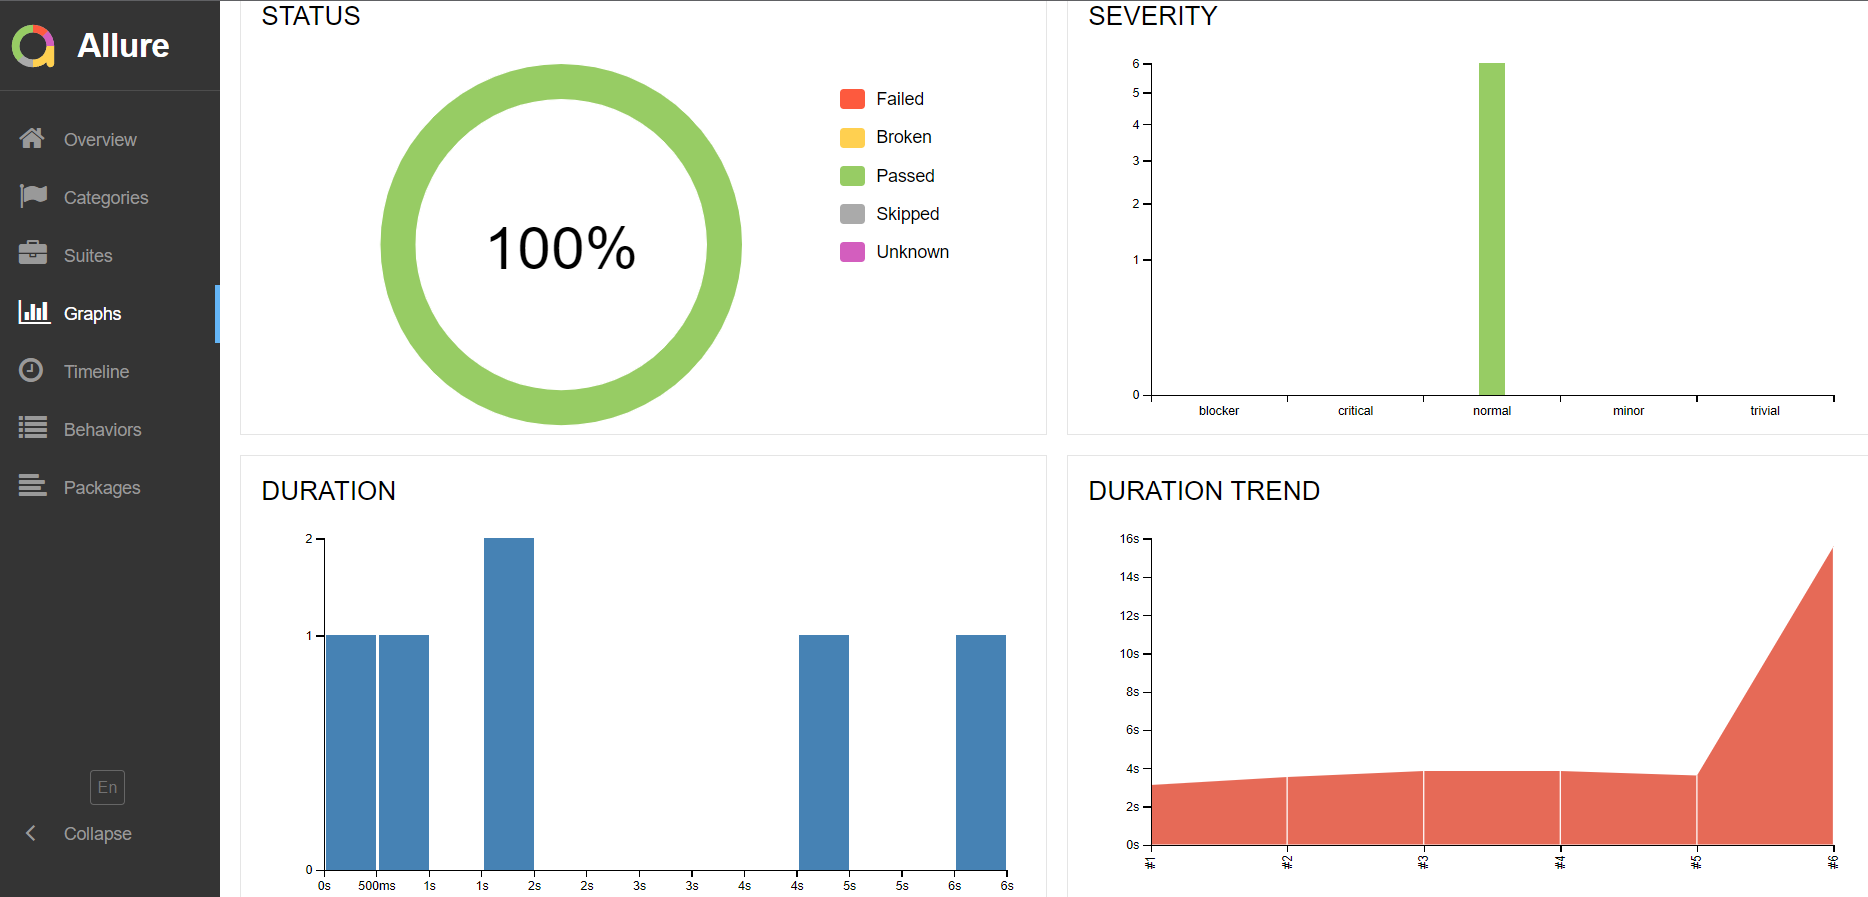 Allure
Overview
Categories
Suites
Graphs
Timeline
Behaviors
Packages
En
Collapse
STATUS
100%
Failed
Broken
Passed
Skipped
Unknown
SEVERITY
6
5
4
3
2
1
0
blocker critical normal minor trivial
DURATION
2
1
0
0s 500ms 1s 1s 2s 2s 3s 3s 4s 4s 5s 5s 6s 6s
DURATION TREND
16s
14s
12s
10s
8s
6s
4s
2s
0s
#1 #2 #3 #4 #5 #6